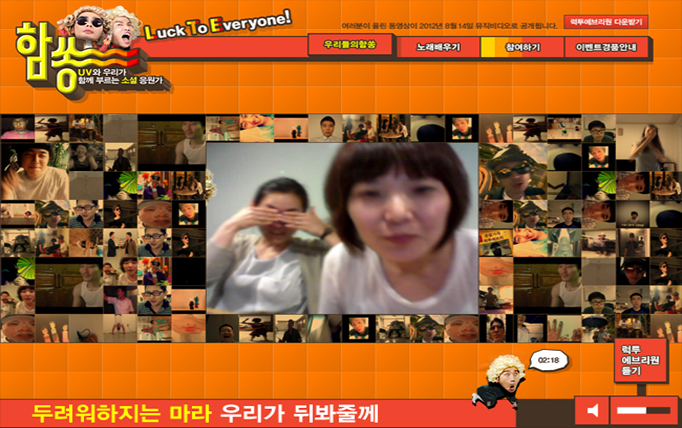 함쏭
UV와 우리가
함께 부르는 소셜 응원가
Luck To Everyone!
여러분이 올린 동영상이 2012년 8월 14일 뮤직비디오로 공개됩니다.
럭투에브리원 다운받기
우리들의함쏭
노래배우기
참여하기
이벤트경품안내
02:18
럭투
에브리원
듣기
두려워하지는 마라 우리가 뒤봐줄께